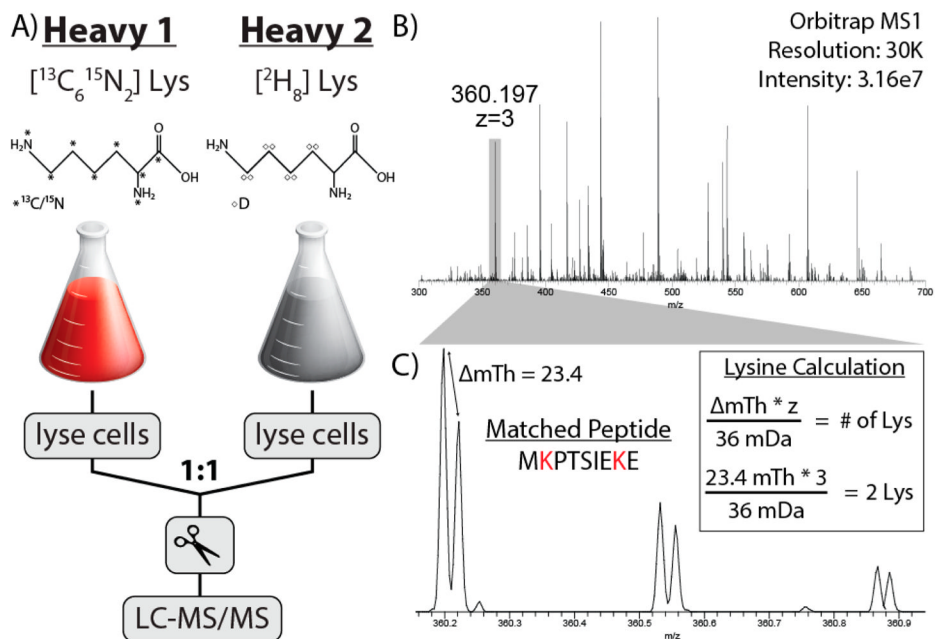 A)
Heavy 1
[¹³C₆¹⁵N₂] Lys
H₂N
O
OH
NH₂
* ¹³C/¹⁵N
Heavy 2
[²H₈] Lys
H₂N
O
OH
NH₂
◇D
lyse cells
lyse cells
1:1
LC-MS/MS
B)
Orbitrap MS1
Resolution: 30K
Intensity: 3.16e7
360.197
z=3
300 350 400 450 500 550 600 650 700
m/z
C)
ΔmTh = 23.4
Matched Peptide
MKPTSIEKE
Lysine Calculation
ΔmTh * z
36 mDa
= # of Lys
23.4 mTh * 3
36 mDa
= 2 Lys
360.2 360.3 360.4 360.5 360.6 360.7 360.8 360.9
m/z